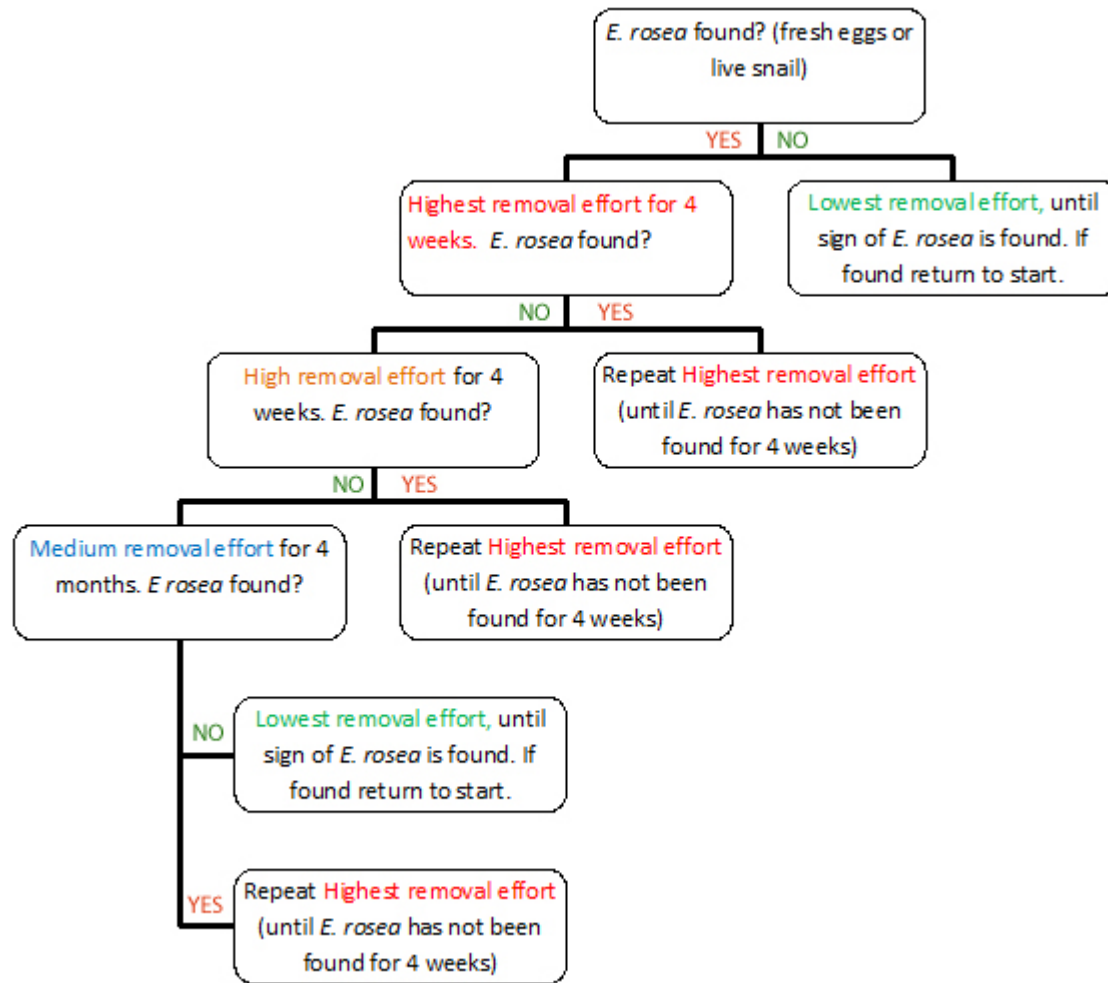 E. rosea found? (fresh eggs or
live snail)
YES
NO
Highest removal effort for 4
weeks. E. rosea found?
Lowest removal effort, until
sign of E. rosea is found. If
found return to start.
NO
YES
High removal effort for 4
weeks. E. rosea found?
Repeat Highest removal effort
(until E. rosea has not been
found for 4 weeks)
NO
YES
Medium removal effort for 4
months. E rosea found?
Repeat Highest removal effort
(until E. rosea has not been
found for 4 weeks)
NO
Lowest removal effort, until
sign of E. rosea is found. If
found return to start.
YES
Repeat Highest removal effort
(until E. rosea has not been
found for 4 weeks)